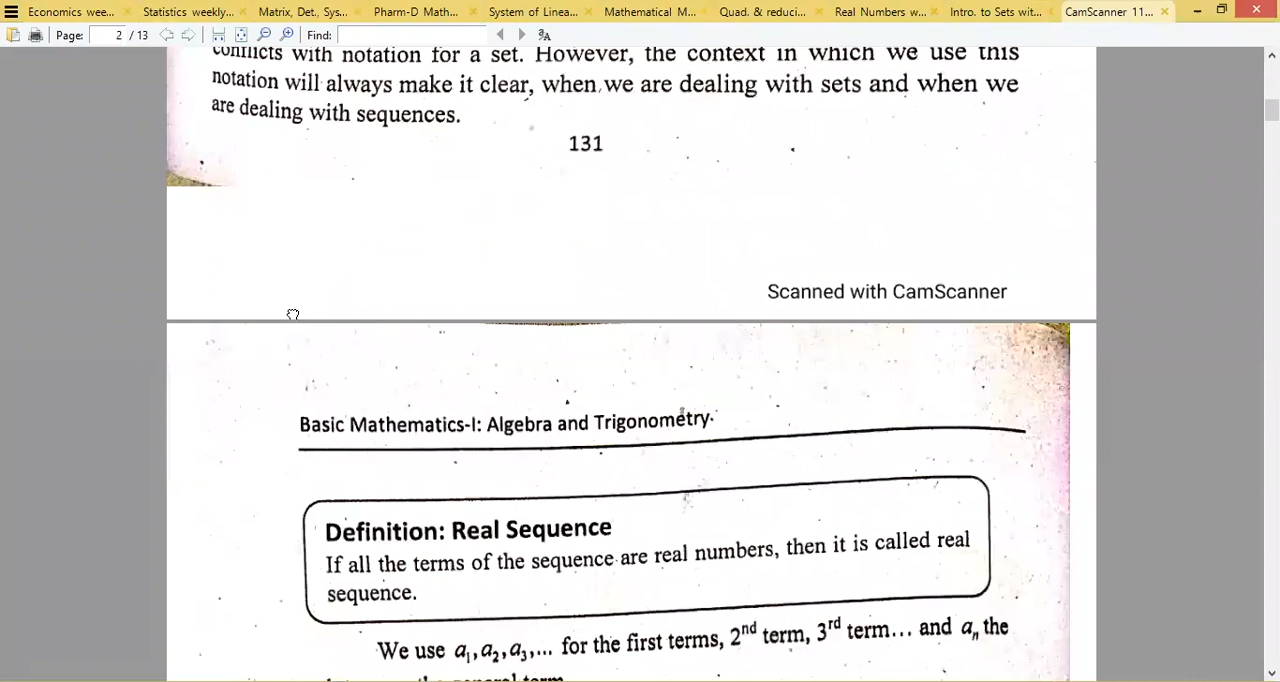 Economics wee... Statistics weekly... Matrix, Det., Sys... Pharm-D Math... System of Linea... Mathematical M... Quad. & reduci... Real Numbers w... Intro. to Sets wit... CamScanner 11...
Page: 2 / 13 Find:
conflicts with notation for a set. However, the context in which we use this
notation will always make it clear, when we are dealing with sets and when we
are dealing with sequences.
131
Scanned with CamScanner
Basic Mathematics-I: Algebra and Trigonometry
Definition: Real Sequence
If all the terms of the sequence are real numbers, then it is called real
sequence.
We use a₁, a₂, a₃,... for the first terms, 2nd term, 3rd term... and aₙ the